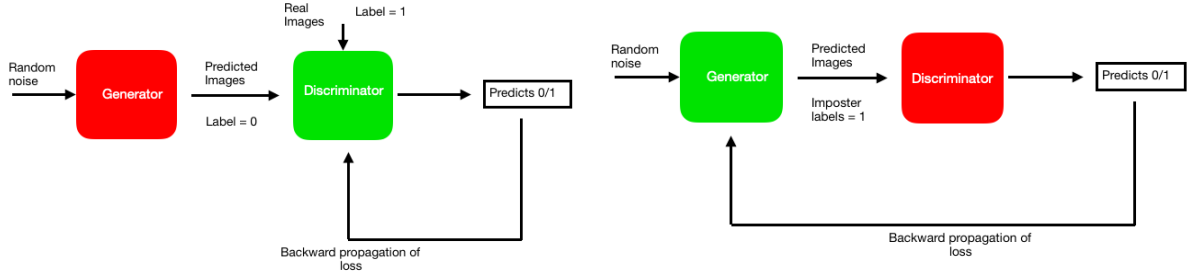 Real
Images
Label = 1
Random
noise
Generator
Predicted
Images
Label = 0
Discriminator
Predicts 0/1
Backward propagation of
loss
Random
noise
Generator
Predicted
Images
Imposter
labels = 1
Discriminator
Predicts 0/1
Backward propagation of
loss